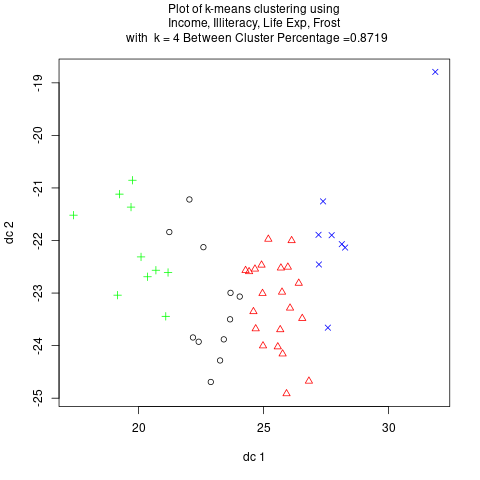 Plot of k-means clustering using
Income, Illiteracy, Life Exp, Frost
with  k = 4 Between Cluster Percentage =0.8719
-19
-20
-21
-22
-23
-24
-25
dc 2
20 25 30
dc 1